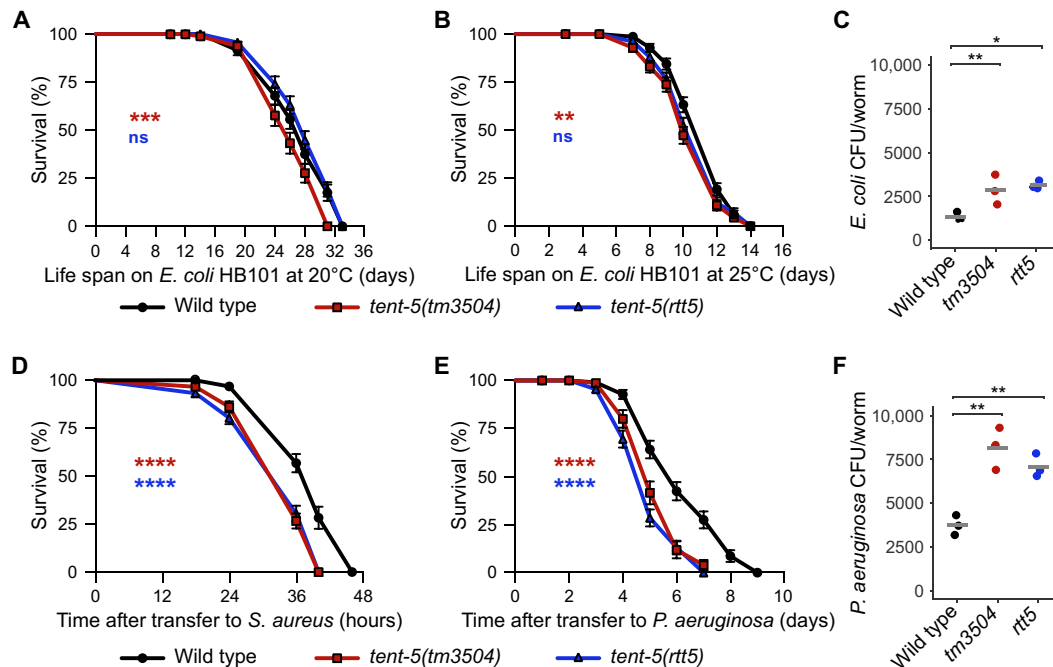 A
Survival (%)
100
75
50
25
0
***
ns
0 4 8 12 16 20 24 28 32 36
Life span on E. coli HB101 at 20°C (days)
B
Survival (%)
100
75
50
25
0
**
ns
0 2 4 6 8 10 12 14 16
Life span on E. coli HB101 at 25°C (days)
Wild type tent-5(tm3504) tent-5(rtt5)
C
E. coli CFU/worm
*
**
10,000
7500
5000
2500
0
Wild type
tm3504
rtt5
D
Survival (%)
100
75
50
25
0
****
****
0 12 24 36 48
Time after transfer to S. aureus (hours)
E
Survival (%)
100
75
50
25
0
****
****
0 2 4 6 8 10
Time after transfer to P. aeruginosa (days)
Wild type tent-5(tm3504) tent-5(rtt5)
F
P. aeruginosa CFU/worm
**
**
10,000
7500
5000
2500
0
Wild type
tm3504
rtt5